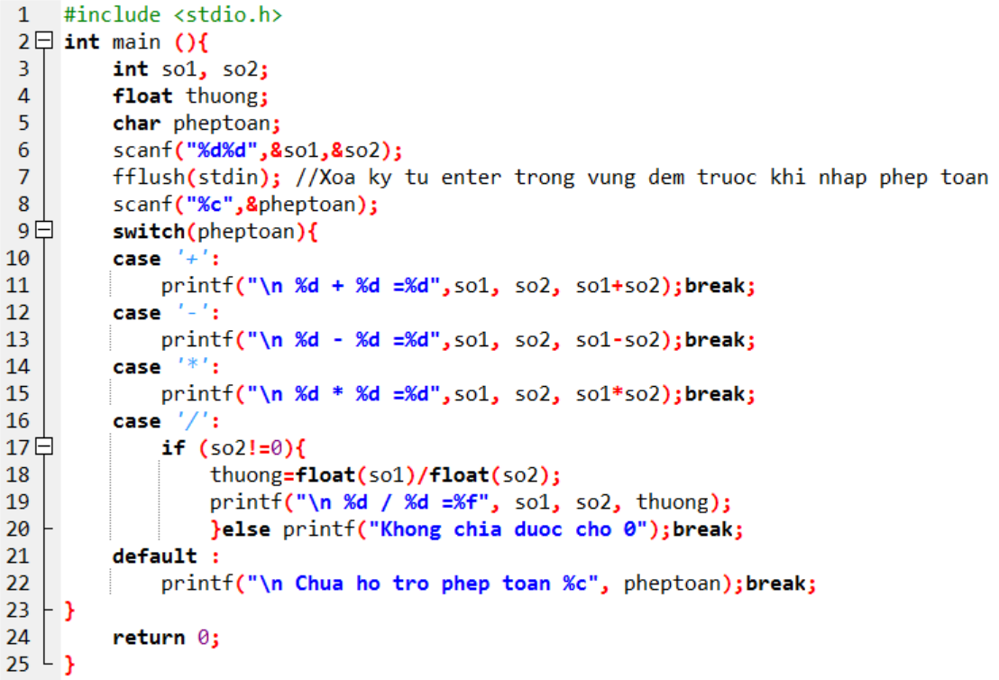 1 #include <stdio.h>
2 int main (){
3     int so1, so2;
4     float thuong;
5     char pheptoan;
6     scanf("%d%d",&so1,&so2);
7     fflush(stdin); //Xoa ky tu enter trong vung dem truoc khi nhap phep toan
8     scanf("%c",&pheptoan);
9     switch(pheptoan){
10     case '+':
11         printf("\n %d + %d =%d",so1, so2, so1+so2);break;
12     case '-':
13         printf("\n %d - %d =%d",so1, so2, so1-so2);break;
14     case '*':
15         printf("\n %d * %d =%d",so1, so2, so1*so2);break;
16     case '/':
17         if (so2!=0){
18             thuong=float(so1)/float(so2);
19             printf("\n %d / %d =%f", so1, so2, thuong);
20             }else printf("Khong chia duoc cho 0");break;
21     default :
22         printf("\n Chua ho tro phep toan %c", pheptoan);break;
23 }
24     return 0;
25 }